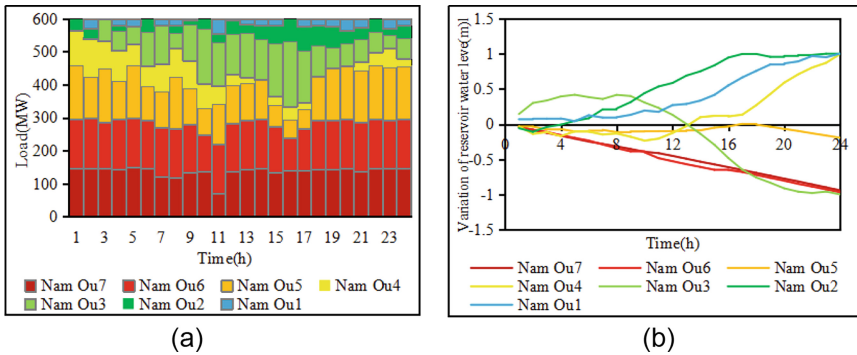 600
500
400
300
200
100
0
Load(MW)
1 3 5 7 9 11 13 15 17 19 21 23
Time(h)
Nam Ou7 Nam Ou6 Nam Ou5 Nam Ou4
Nam Ou3 Nam Ou2 Nam Ou1
(a)
1.5
1
0.5
0
-0.5
-1
-1.5
Variation of reservoir water leve(m)l
0 4 8 12 16 20 24
Time(h)
Nam Ou7 Nam Ou6 Nam Ou5
Nam Ou4 Nam Ou3 Nam Ou2
Nam Ou1
(b)